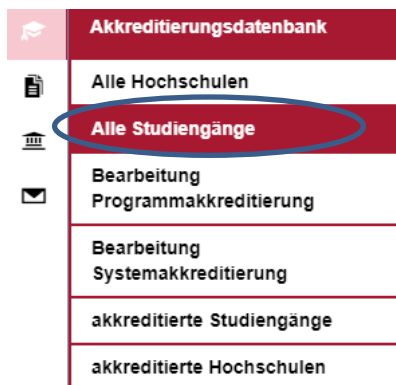 Akkreditierungsdatenbank
Alle Hochschulen
Alle Studiengänge
Bearbeitung
Programmakkreditierung
Bearbeitung
Systemakkreditierung
akkreditierte Studiengänge
akkreditierte Hochschulen